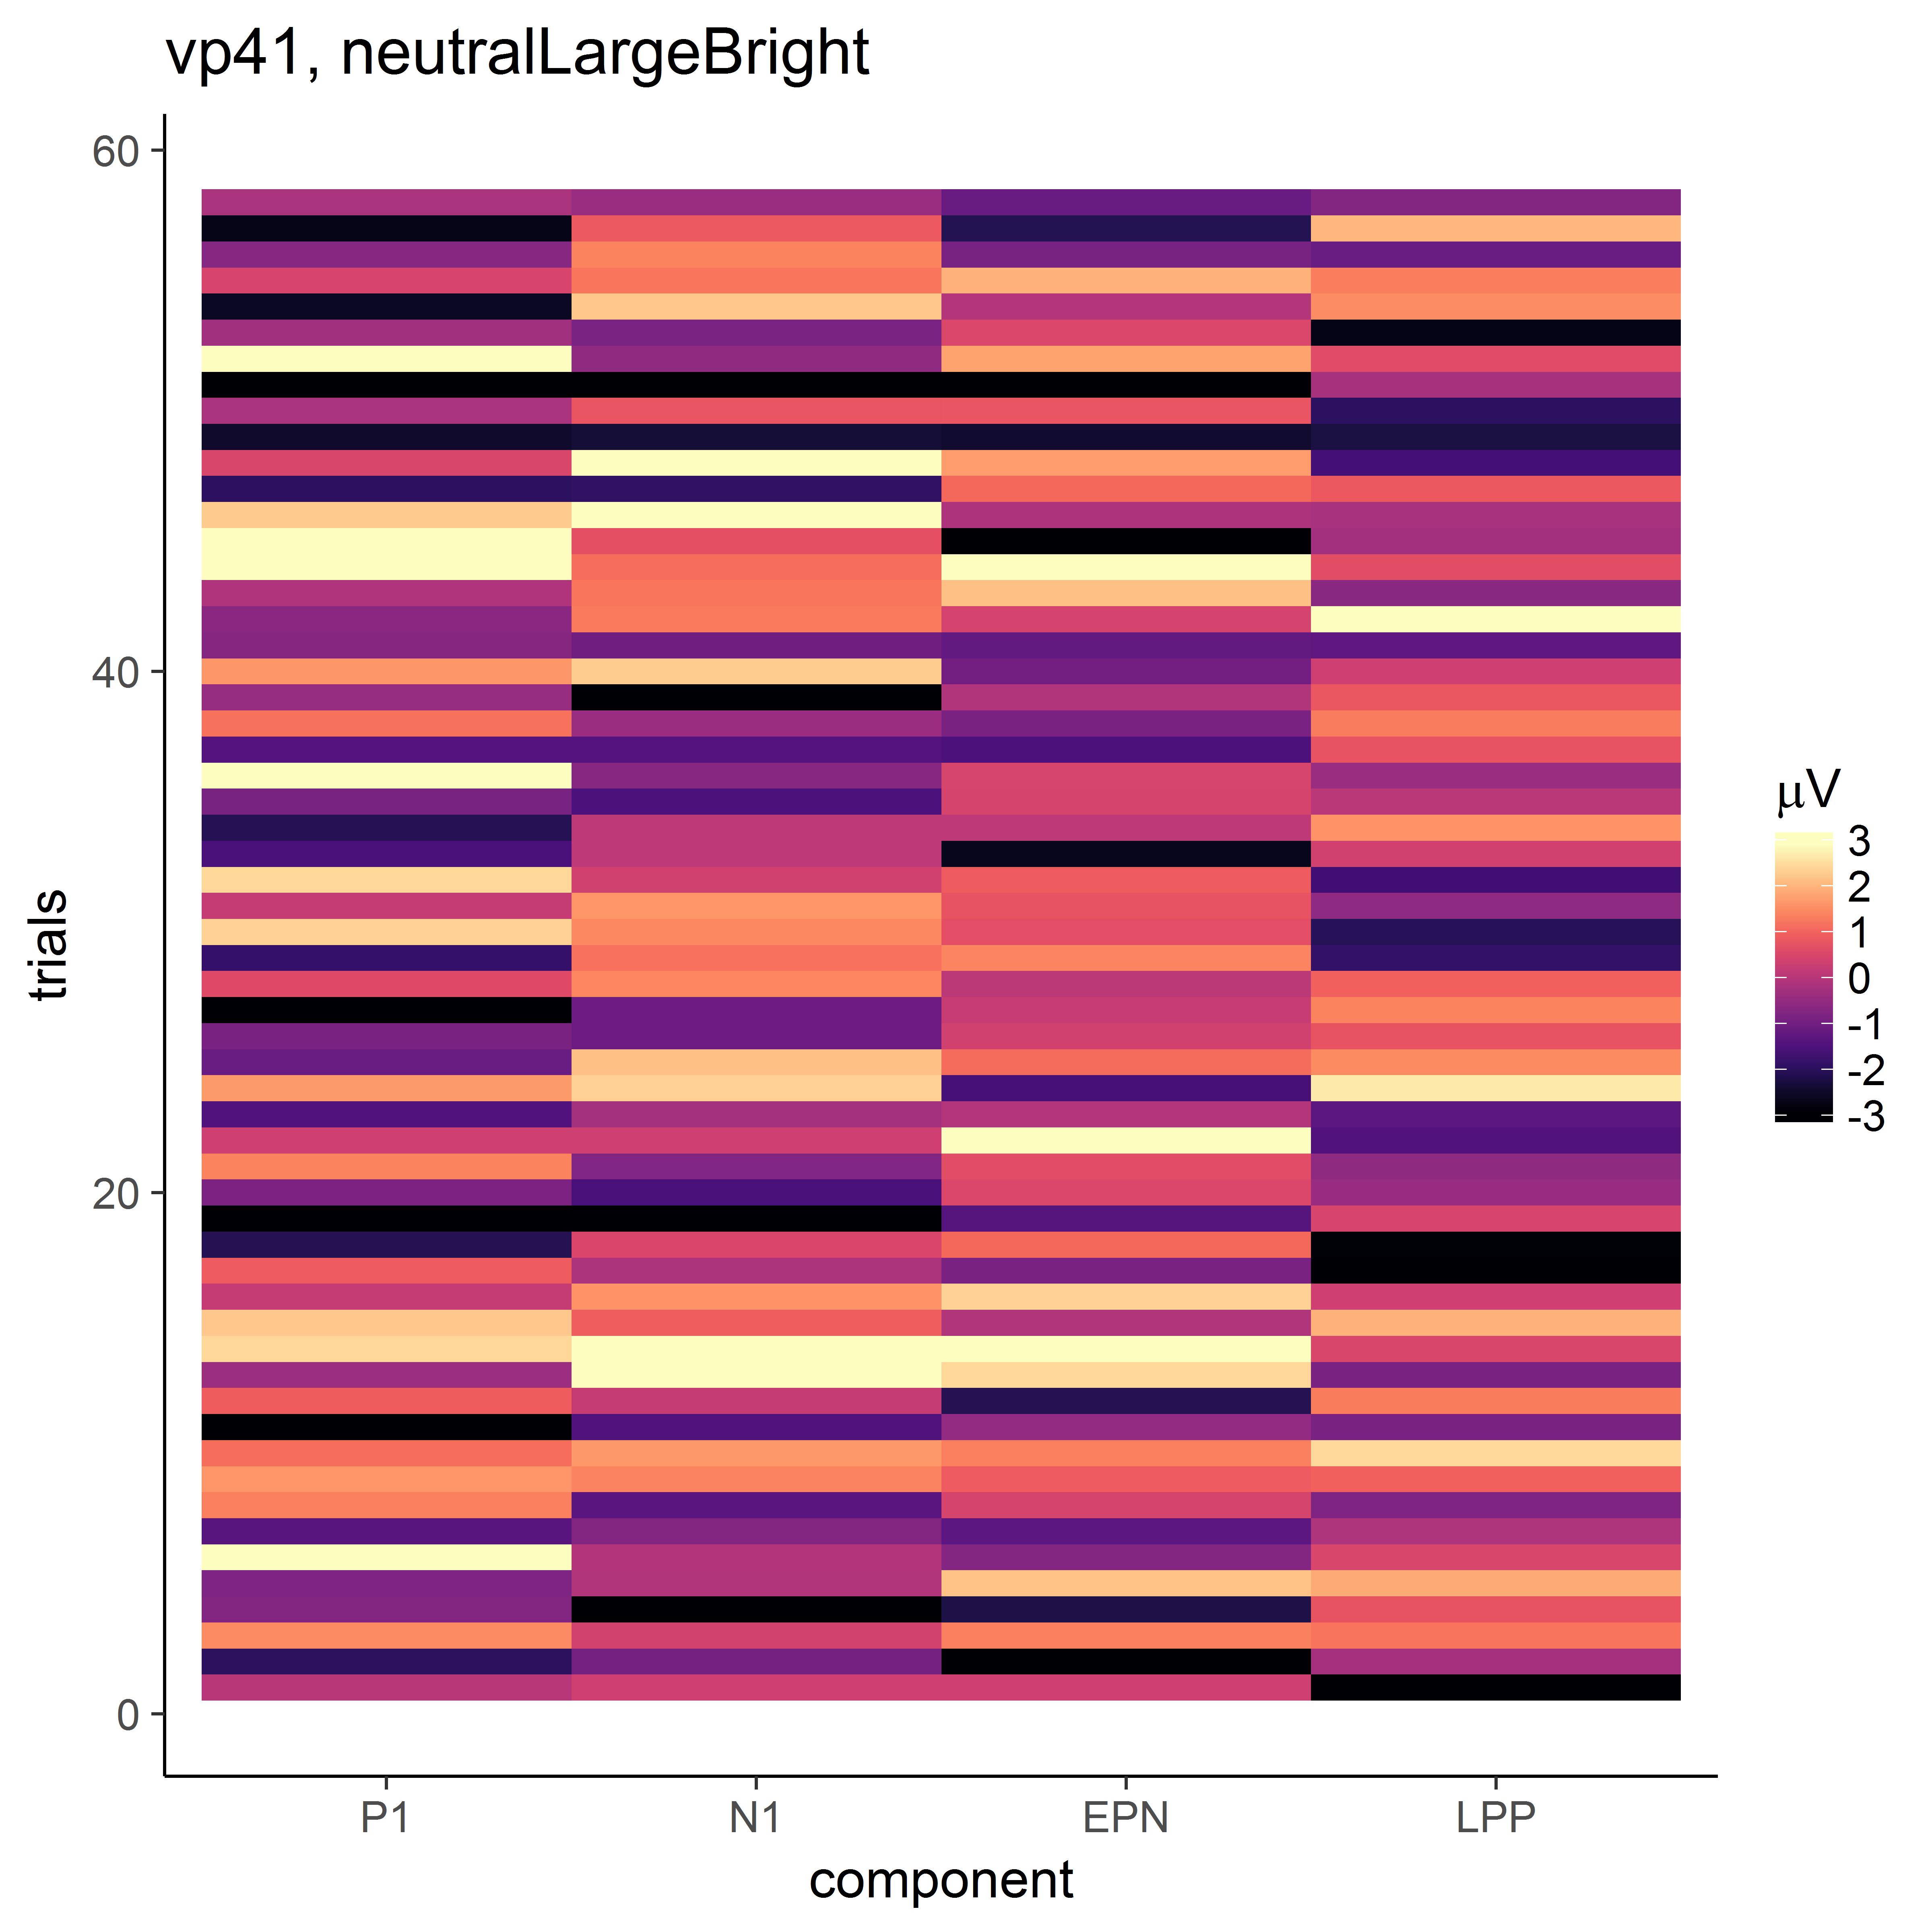 vp41, neutralLargeBright
60
40
20
0
trials
P1 N1 EPN LPP
component
μV
3
2
1
0
-1
-2
-3